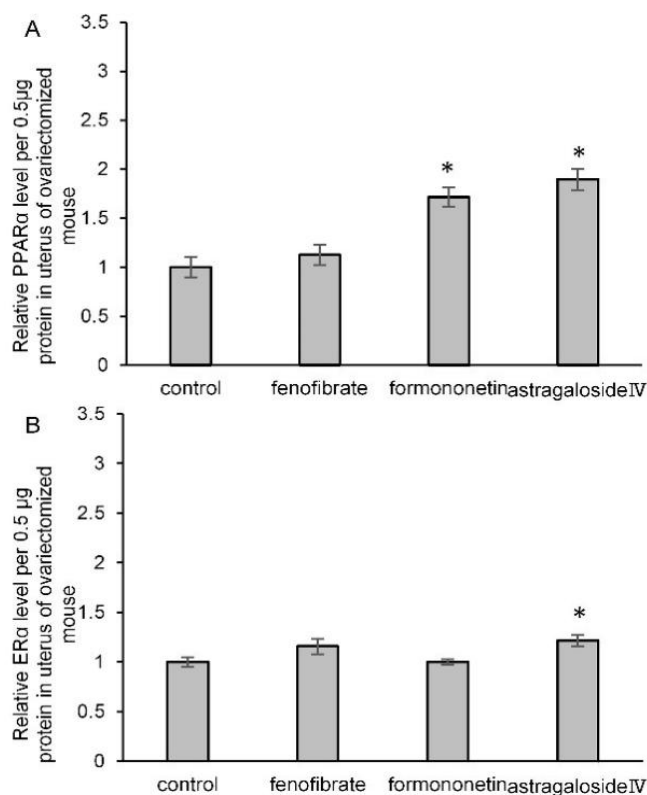 A
Relative PPARα level per 0.5µg
protein in uterus of ovariectomized
mouse
3.5
3
2.5
2
1.5
1
0.5
0
*
*
control fenofibrate formononetin astragalosideⅣ
B
Relative ERα level per 0.5 µg
protein in uterus of ovariectomized
mouse
3.5
3
2.5
2
1.5
1
0.5
0
*
control fenofibrate formononetin astragalosideⅣ